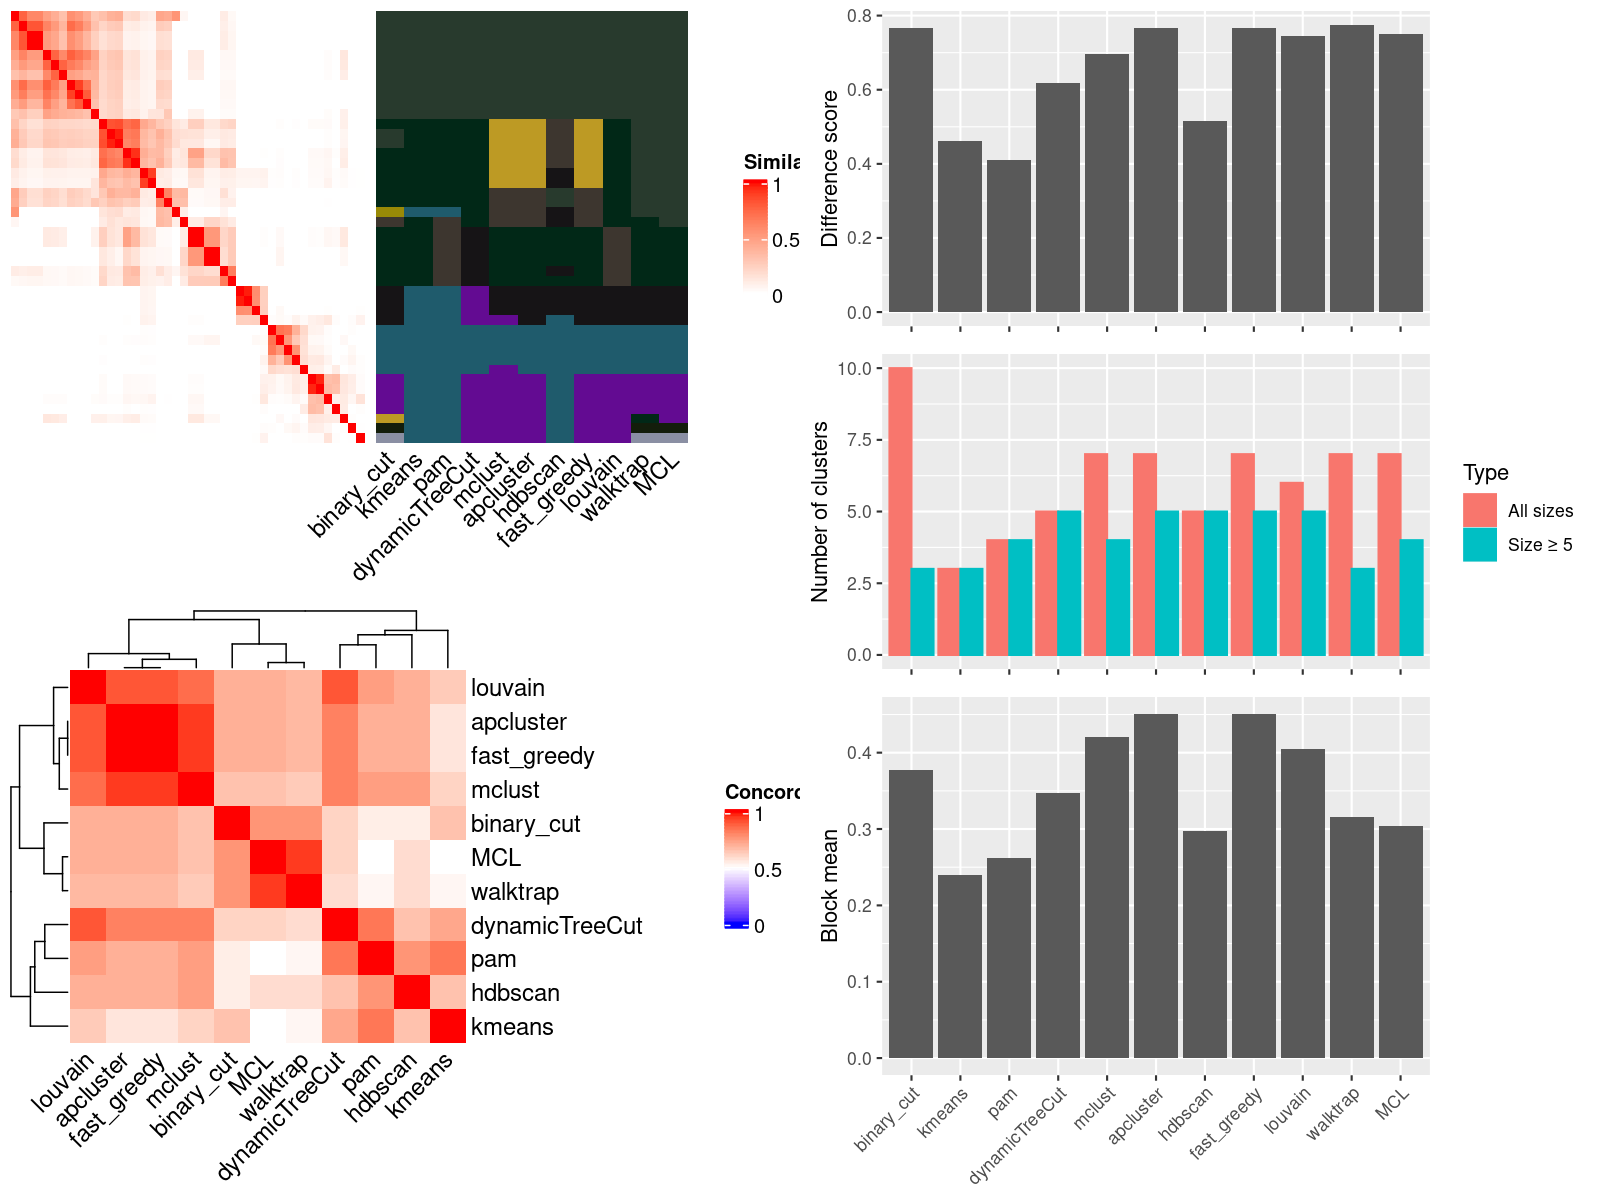 Simila
1
0.5
0
binary_cut
kmeans
pam
dynamicTreeCut
mclust
apcluster
hdbscan
fast_greedy
louvain
walktrap
MCL
louvain
apcluster
fast_greedy
mclust
binary_cut
MCL
walktrap
dynamicTreeCut
pam
hdbscan
kmeans
louvain
apcluster
fast_greedy
mclust
binary_cut
MCL
walktrap
dynamicTreeCut
pam
hdbscan
kmeans
Concord
1
0.5
0
Difference score
0.8
0.6
0.4
0.2
0.0
Number of clusters
10.0
7.5
5.0
2.5
0.0
Type
All sizes
Size ≥ 5
Block mean
0.4
0.3
0.2
0.1
0.0
binary_cut
kmeans
pam
dynamicTreeCut
mclust
apcluster
hdbscan
fast_greedy
louvain
walktrap
MCL